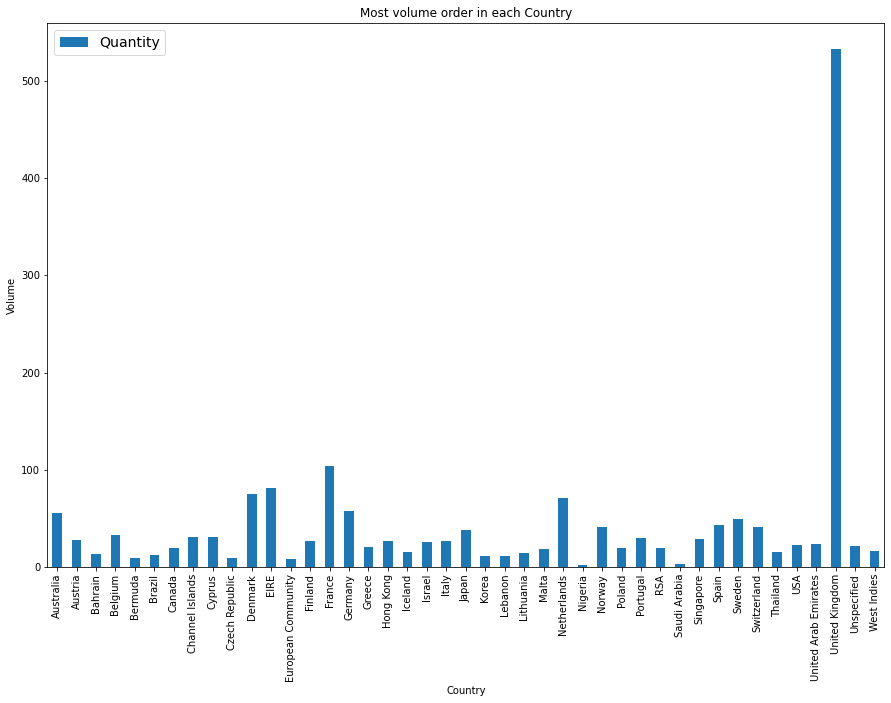 Most volume order in each Country
Quantity
Volume
500
400
300
200
100
0
Australia
Austria
Bahrain
Belgium
Bermuda
Brazil
Canada
Channel Islands
Cyprus
Czech Republic
Denmark
EIRE
European Community
Finland
France
Germany
Greece
Hong Kong
Iceland
Israel
Italy
Japan
Korea
Lebanon
Lithuania
Malta
Netherlands
Nigeria
Norway
Poland
Portugal
RSA
Saudi Arabia
Singapore
Spain
Sweden
Switzerland
Thailand
USA
United Arab Emirates
United Kingdom
Unspecified
West Indies
Country